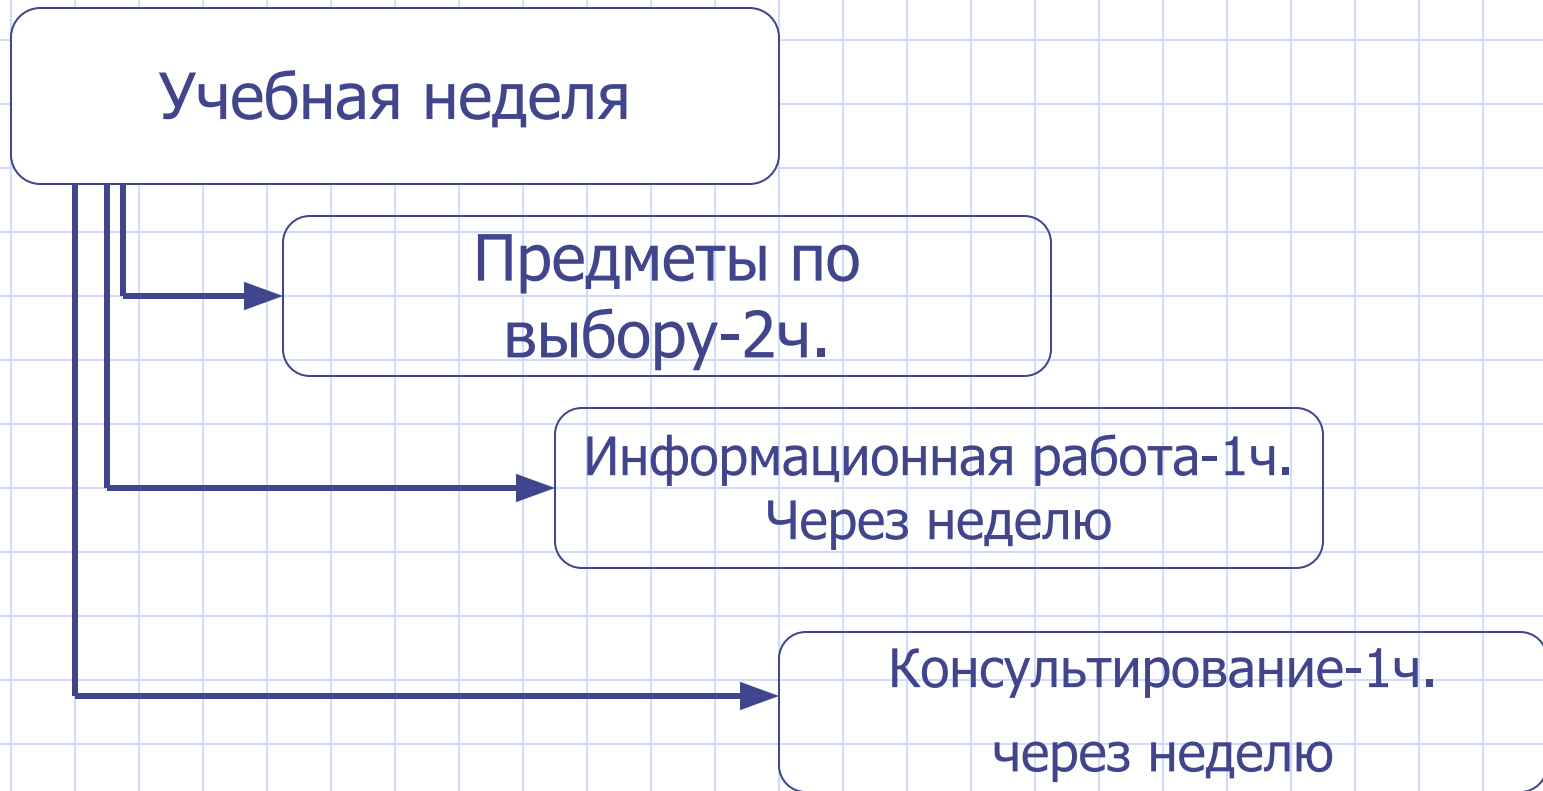 Учебная неделя
Предметы по
выбору-2ч.
Информационная работа-1ч.
Через неделю
Консультирование-1ч.
через неделю